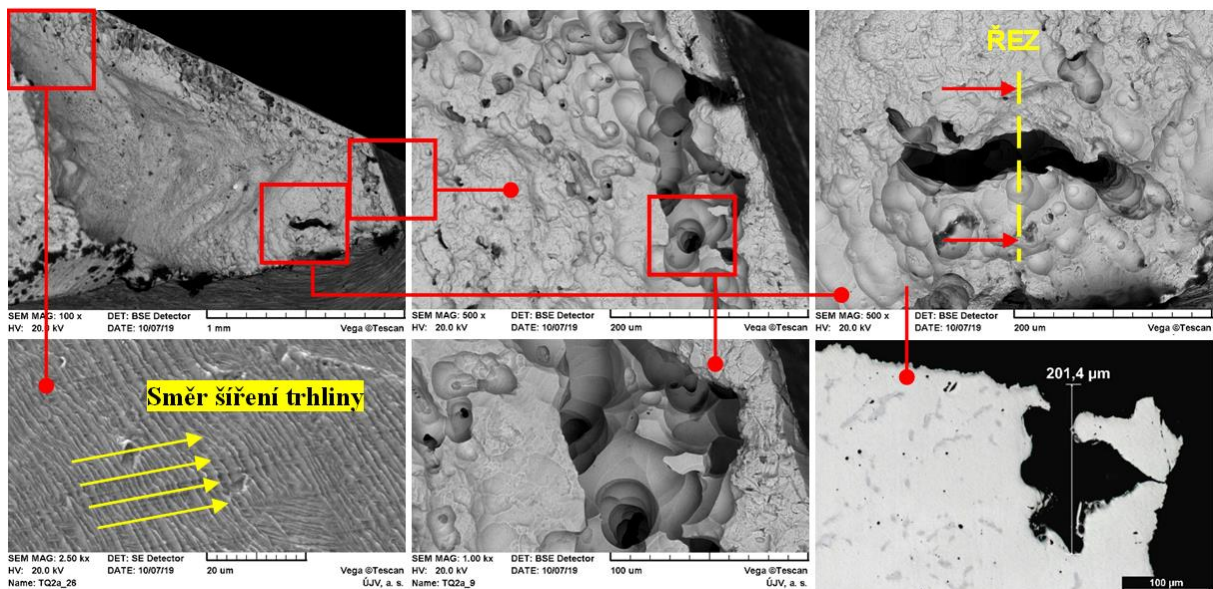 SEM MAG: 100 x DET: BSE Detector
HV: 20.0 kV DATE: 10/07/19 1 mm Vega ©Tescan
SEM MAG: 500 x DET: BSE Detector
HV: 20.0 kV DATE: 10/07/19 200 um Vega ©Tescan
ŘEZ
SEM MAG: 500 x DET: BSE Detector
HV: 20.0 kV DATE: 10/07/19 200 um Vega ©Tescan
Směr šíření trhliny
SEM MAG: 2.50 kx DET: SE Detector
HV: 20.0 kV DATE: 10/07/19 20 um Vega ©Tescan
Name: TQ2a_26 ÚJV, a. s.
SEM MAG: 1.00 kx DET: BSE Detector
HV: 20.0 kV DATE: 10/07/19 100 um Vega ©Tescan
Name: TQ2a_9 ÚJV, a. s.
201,4 µm
100 µm